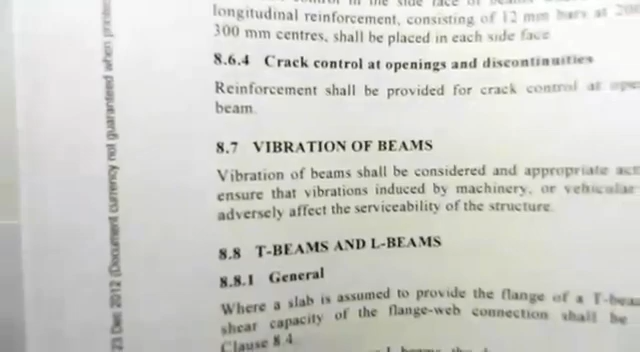 in the side face of
longitudinal reinforcement, consisting of 12 mm bars at
300 mm centres, shall be placed in each side face
8.6.4 Crack control at openings and discontinuities
Reinforcement shall be provided for crack control at
beam.
8.7 VIBRATION OF BEAMS
Vibration of beams shall be considered and appropriate
ensure that vibrations induced by machinery, or vehicular
adversely affect the serviceability of the structure.
8.8 T-BEAMS AND L-BEAMS
8.8.1 General
Where a slab is assumed to provide the flange of a
shear capacity of the flange-web connection shall be
Clause 8.4.
23 Dec 2012 (Document currency not guaranteed when